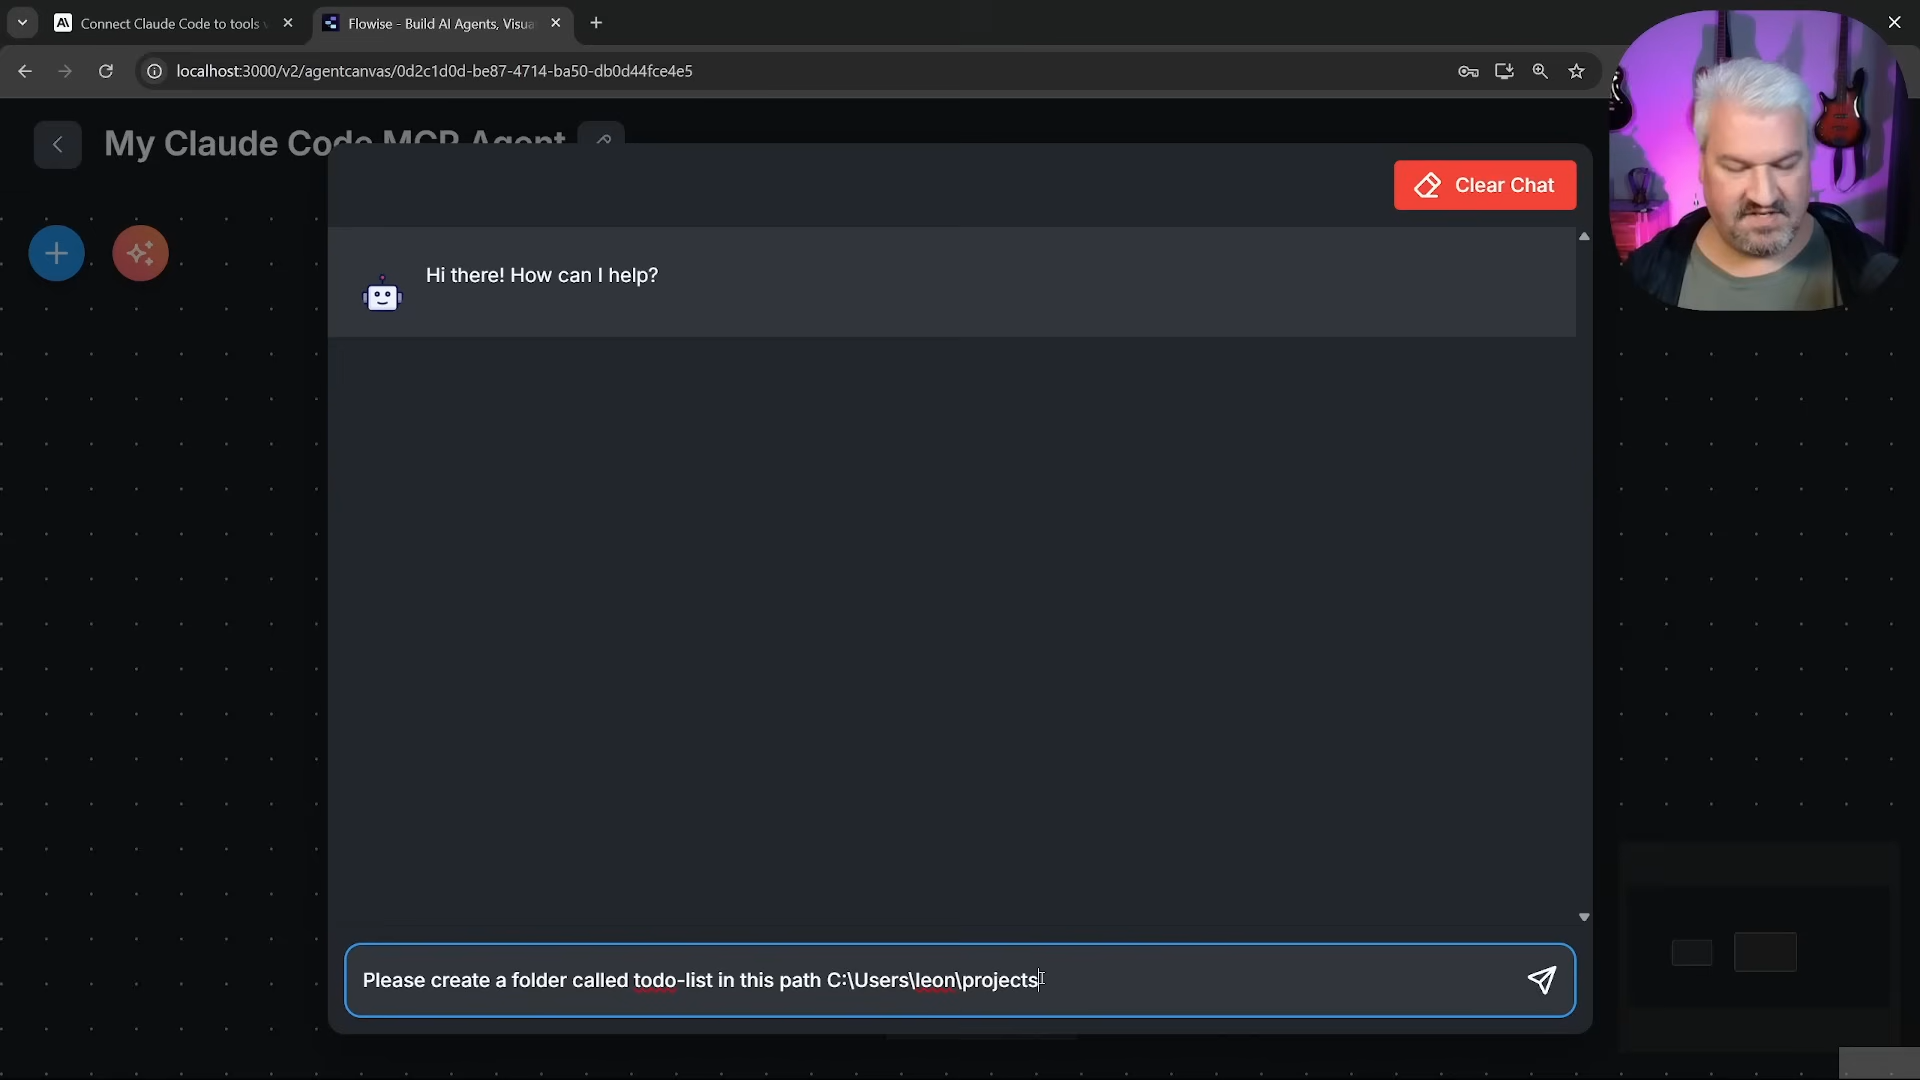 Connect Claude Code to tools
Flowise - Build AI Agents, Visua
localhost:3000/v2/agentcanvas/0d2c1d0d-be87-4714-ba50-db0d44fce4e5
My Claude Code MCP Agent
Clear Chat
Hi there! How can I help?
Please create a folder called todo-list in this path C:\Users\leon\projects